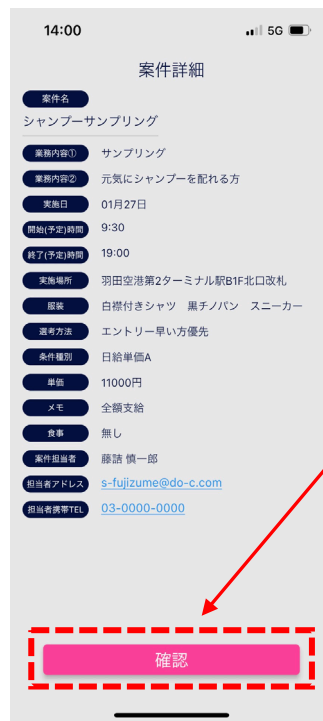 14:00 5G
案件詳細
案件名
シャンプーサンプリング
業務内容① サンプリング
業務内容② 元気にシャンプーを配れる方
実施日 01月27日
開始(予定)時間 9:30
終了(予定)時間 19:00
実施場所 羽田空港第2ターミナル駅B1F北口改札
服装 白襟付きシャツ 黒チノパン スニーカー
選考方法 エントリー早い方優先
条件種別 日給単価A
単価 11000円
メモ 全額支給
食事 無し
案件担当者 藤詰 慎一郎
担当者アドレス s-fujizume@do-c.com
担当者携帯TEL 03-0000-0000
確認